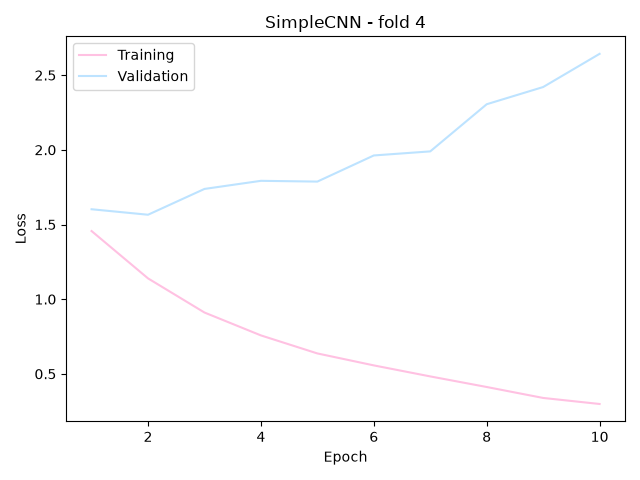 SimpleCNN - fold 4
Training
Validation
Loss
2.5
2.0
1.5
1.0
0.5
2 4 6 8 10
Epoch